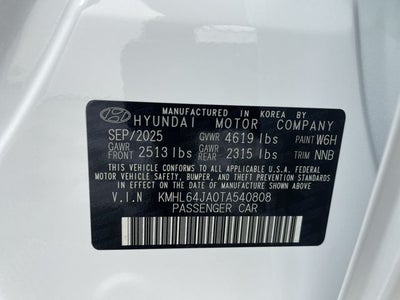 MANUFACTURED IN KOREA BY
HYUNDAI MOTOR COMPANY
SEP/2025 GVWR 4619 lbs PAINT W6H
GAWR FRONT 2513 lbs GAWR REAR 2315 lbs TRIM NNB
THIS VEHICLE CONFORMS TO ALL APPLICABLE U.S.A FEDERAL
MOTOR VEHICLE SAFETY, BUMPER, AND THEFT PREVENTION
STANDARDS IN EFFECT ON THE DATE OF MANUFACTURE SHOWN ABOVE.
V.I.N KMHL64JA0TA540808
PASSENGER CAR